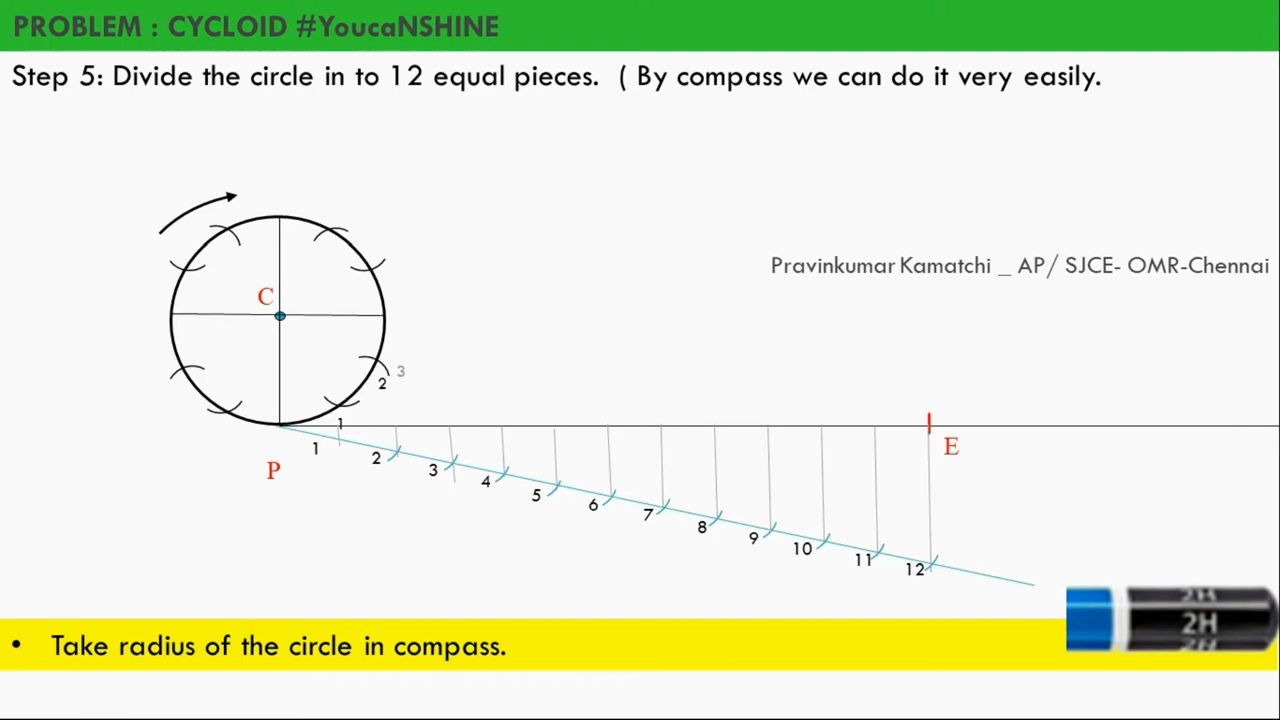 PROBLEM : CYCLOID #YoucaNSHINE
Step 5: Divide the circle in to 12 equal pieces. ( By compass we can do it very easily.
Pravinkumar Kamatchi _ AP/ SJCE- OMR-Chennai
C
3
2
1
P
E
1
2
3
4
5
6
7
8
9
10
11
12
2H
2H
2H
• Take radius of the circle in compass.